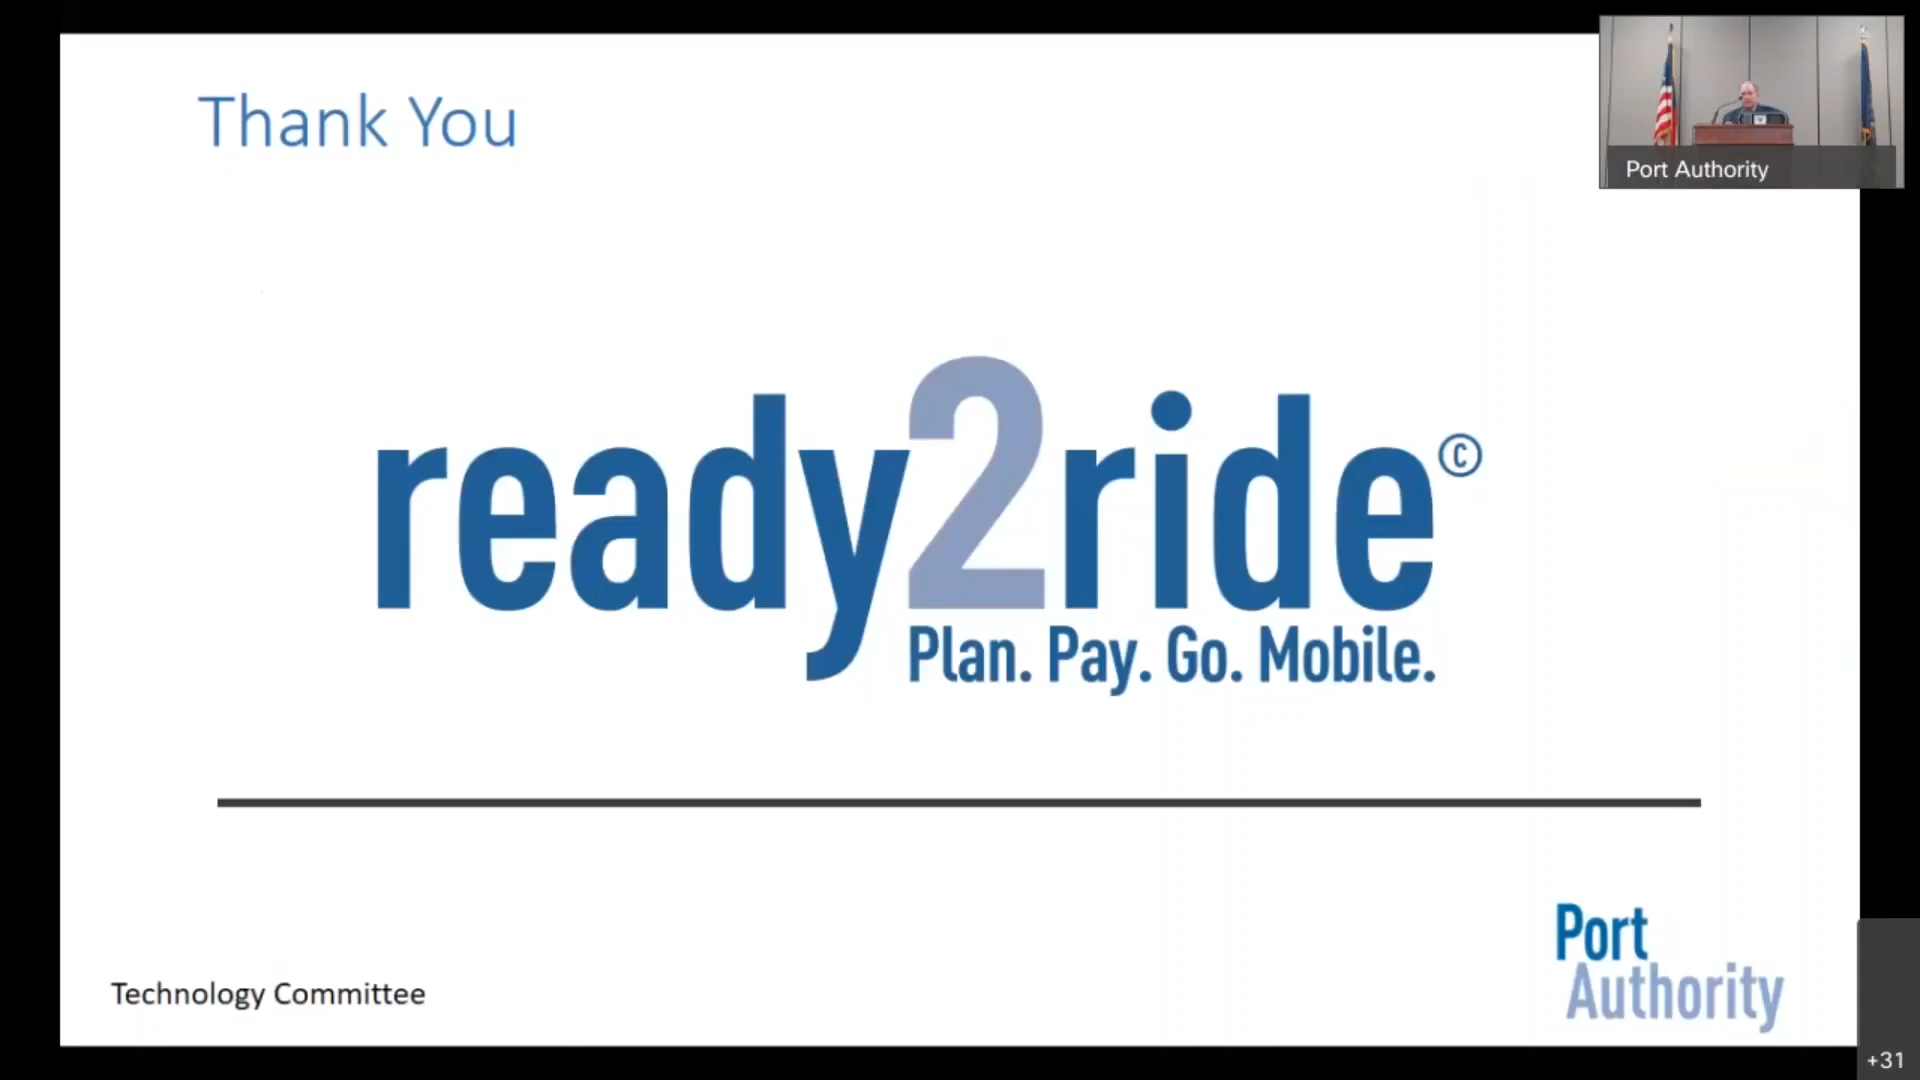 Thank You
Port Authority
ready2ride©
Plan. Pay. Go. Mobile.
Technology Committee
Port
Authority
+31